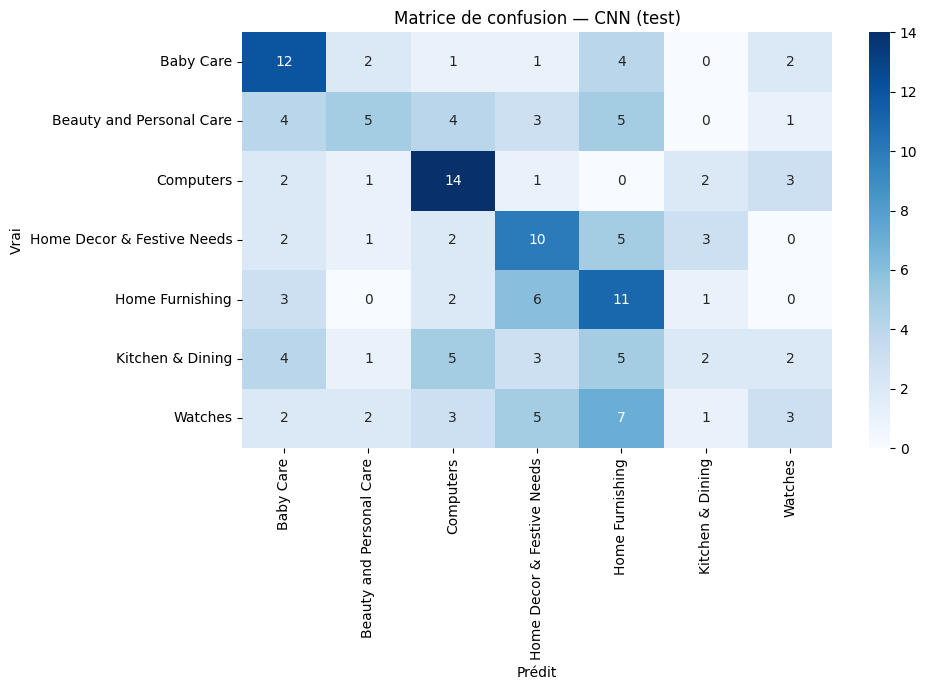 Matrice de confusion — CNN (test)
Baby Care 12 2 1 1 4 0 2
Beauty and Personal Care 4 5 4 3 5 0 1
Computers 2 1 14 1 0 2 3
Home Decor & Festive Needs 2 1 2 10 5 3 0
Home Furnishing 3 0 2 6 11 1 0
Kitchen & Dining 4 1 5 3 5 2 2
Watches 2 2 3 5 7 1 3
Vrai
Baby Care
Beauty and Personal Care
Computers
Home Decor & Festive Needs
Home Furnishing
Kitchen & Dining
Watches
Prédit
14
12
10
8
6
4
2
0